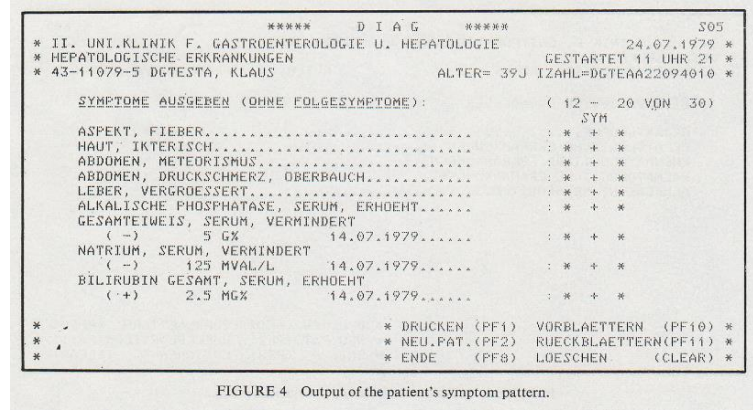 ***** D I A G ***** S05
* II. UNI.KLINIK F. GASTROENTEROLOGIE U. HEPATOLOGIE 24.07.1979 *
* HEPATOLOGISCHE ERKRANKUNGEN GESTARTET 11 UHR 21 *
* 43-11079-5 DGTESTA, KLAUS ALTER= 39J IZAHL=DGTEAA22094010 *
SYMPTOME AUSGEBEN (OHNE FOLGESYMPTOME): ( 12 - 20 VON 30)
SYM
ASPEKT, FIEBER............................ : * + *
HAUT, IKTERISCH........................... : * + *
ABDOMEN, METEORISMUS...................... : * + *
ABDOMEN, DRUCKSCHMERZ, OBERBAUCH.......... : * + *
LEBER, VERGROESSERT....................... : * + *
ALKALISCHE PHOSPHATASE, SERUM, ERHOEHT...... : * + *
GESAMTEIWEIS, SERUM, VERMINDERT
(-) 5 G% 14.07.1979...... : * + *
NATRIUM, SERUM, VERMINDERT
(-) 125 MVAL/L 14.07.1979...... : * + *
BILIRUBIN GESAMT, SERUM, ERHOEHT
(+) 2.5 MG% 14.07.1979...... : * + *
* * DRUCKEN (PF1) VORBLAETTERN (PF10) *
* * NEU.PAT.(PF2) RUECKBLAETTERN(PF11) *
* * ENDE (PF8) LOESCHEN (CLEAR) *
FIGURE 4 Output of the patient's symptom pattern.